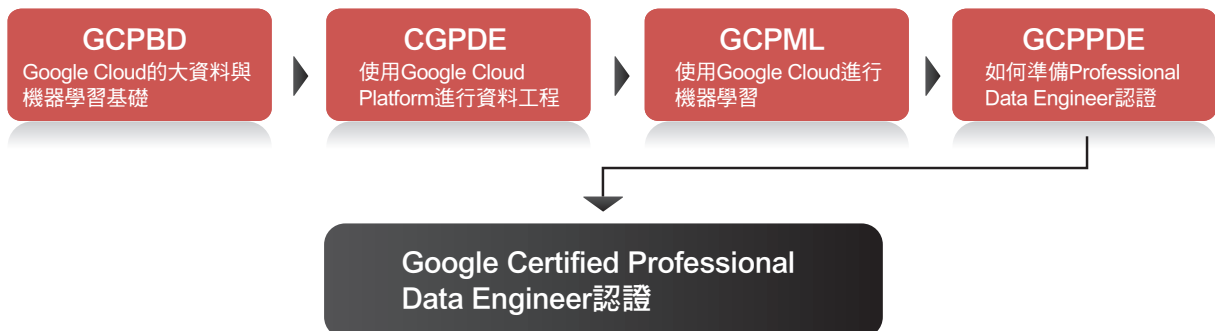 GCPBD
Google Cloud的大資料與
機器學習基礎
CGPDE
使用Google Cloud
Platform進行資料工程
GCPML
使用Google Cloud進行
機器學習
GCPPDE
如何準備Professional
Data Engineer認證
Google Certified Professional
Data Engineer認證